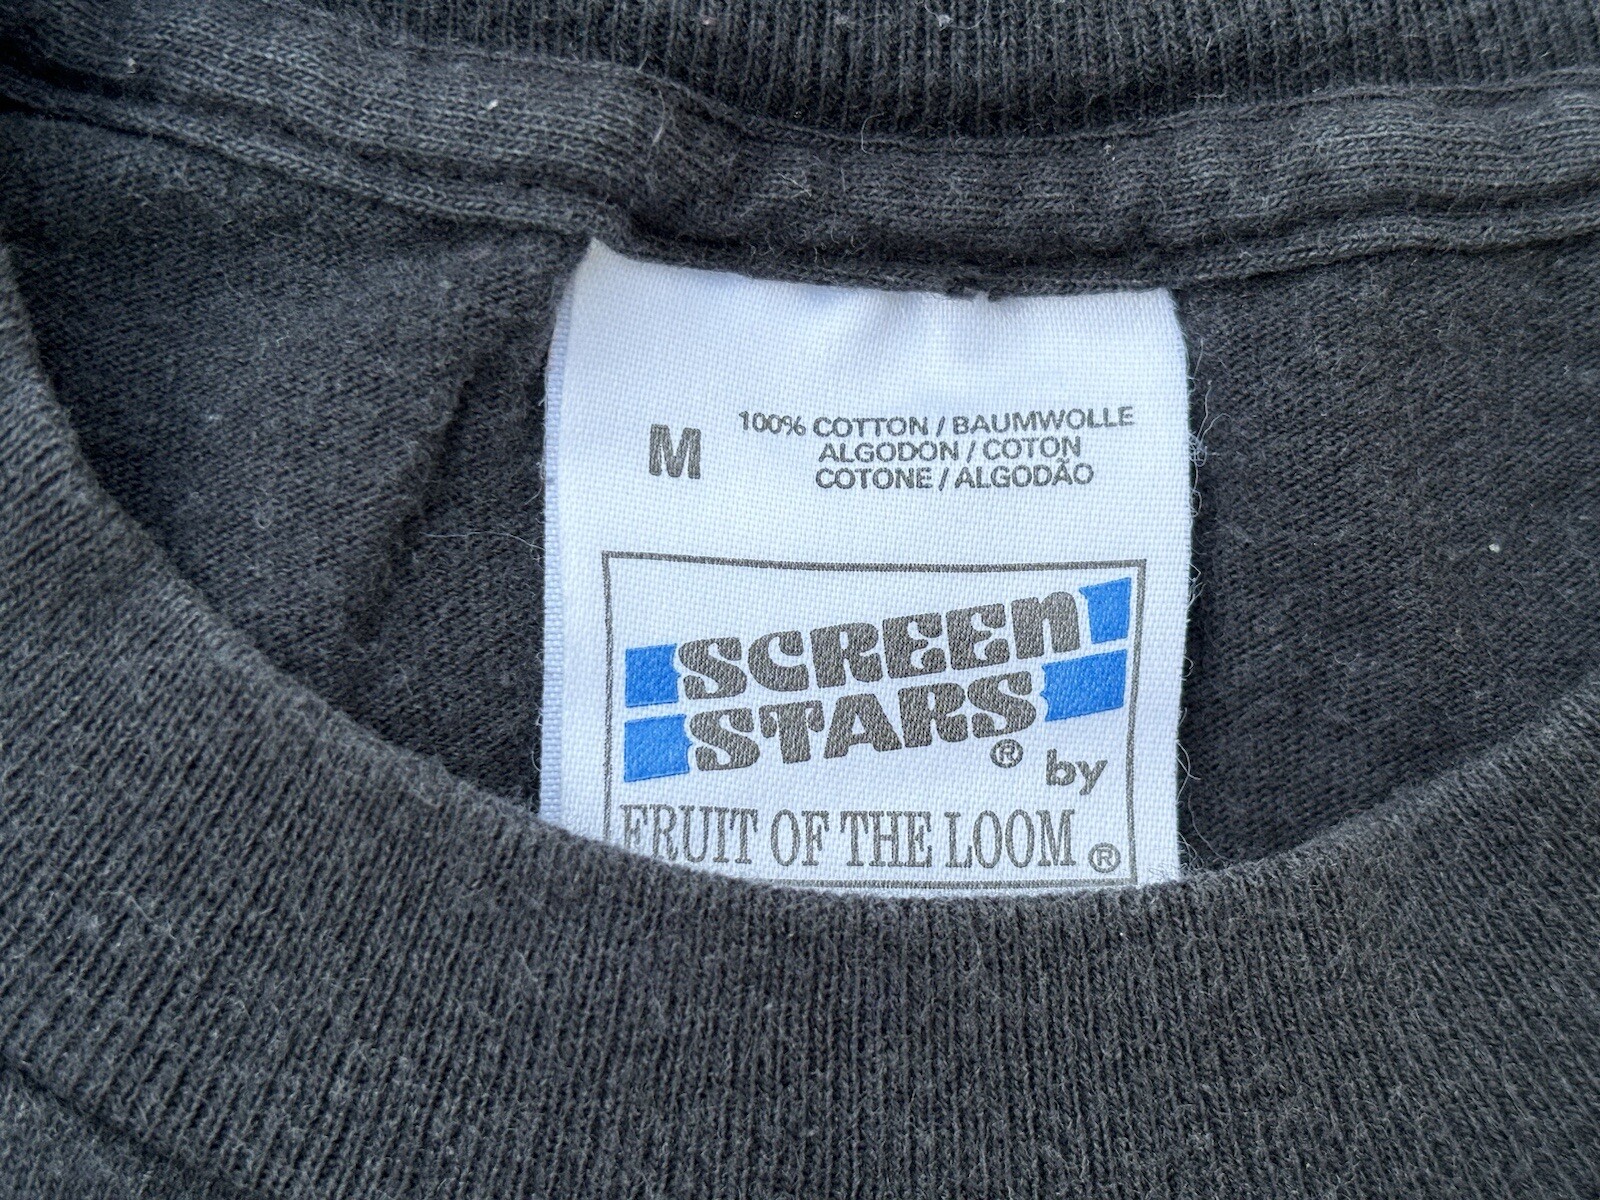 M
100% COTTON / BAUMWOLLE
ALGODON / COTON
COTONE / ALGODÃO
SCREEN
STARS® by
FRUIT OF THE LOOM®